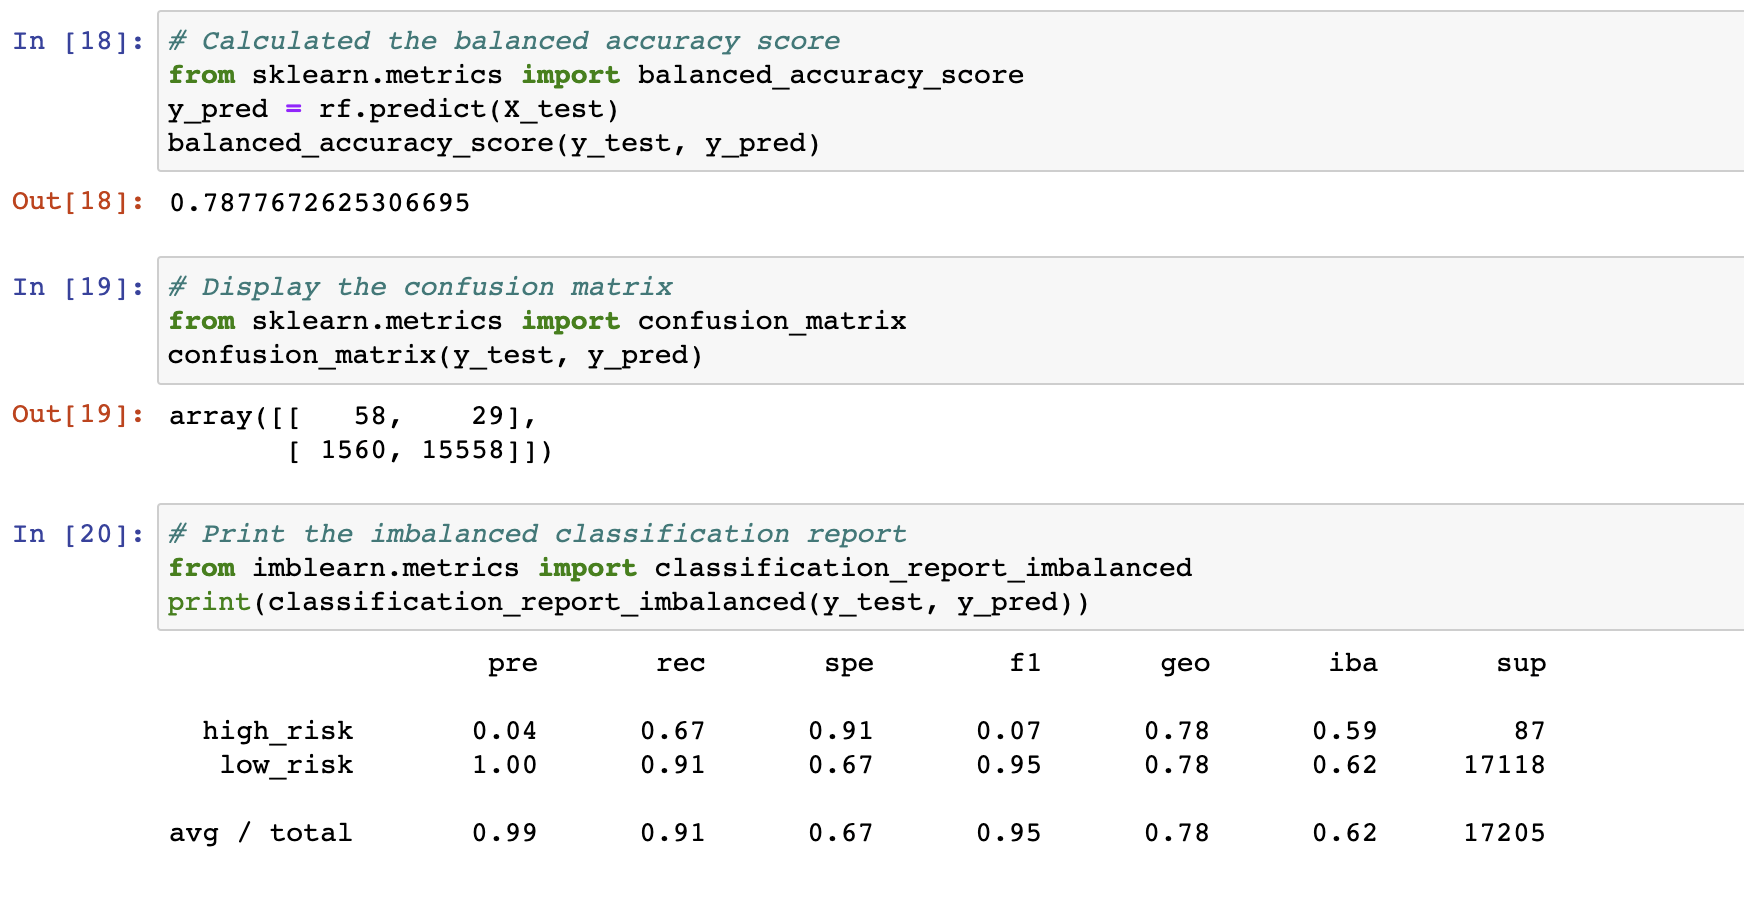 In [18]: # Calculated the balanced accuracy score
from sklearn.metrics import balanced_accuracy_score
y_pred = rf.predict(X_test)
balanced_accuracy_score(y_test, y_pred)
Out[18]: 0.7877672625306695
In [19]: # Display the confusion matrix
from sklearn.metrics import confusion_matrix
confusion_matrix(y_test, y_pred)
Out[19]: array([[   58,    29],
       [ 1560, 15558]])
In [20]: # Print the imbalanced classification report
from imblearn.metrics import classification_report_imbalanced
print(classification_report_imbalanced(y_test, y_pred))
                   pre       rec       spe        f1       geo       iba       sup
  high_risk       0.04      0.67      0.91      0.07      0.78      0.59        87
   low_risk       1.00      0.91      0.67      0.95      0.78      0.62     17118
avg / total       0.99      0.91      0.67      0.95      0.78      0.62     17205